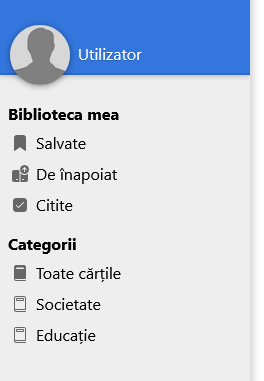 Utilizator
Biblioteca mea
Salvate
De înapoiat
Citite
Categorii
Toate cărțile
Societate
Educație